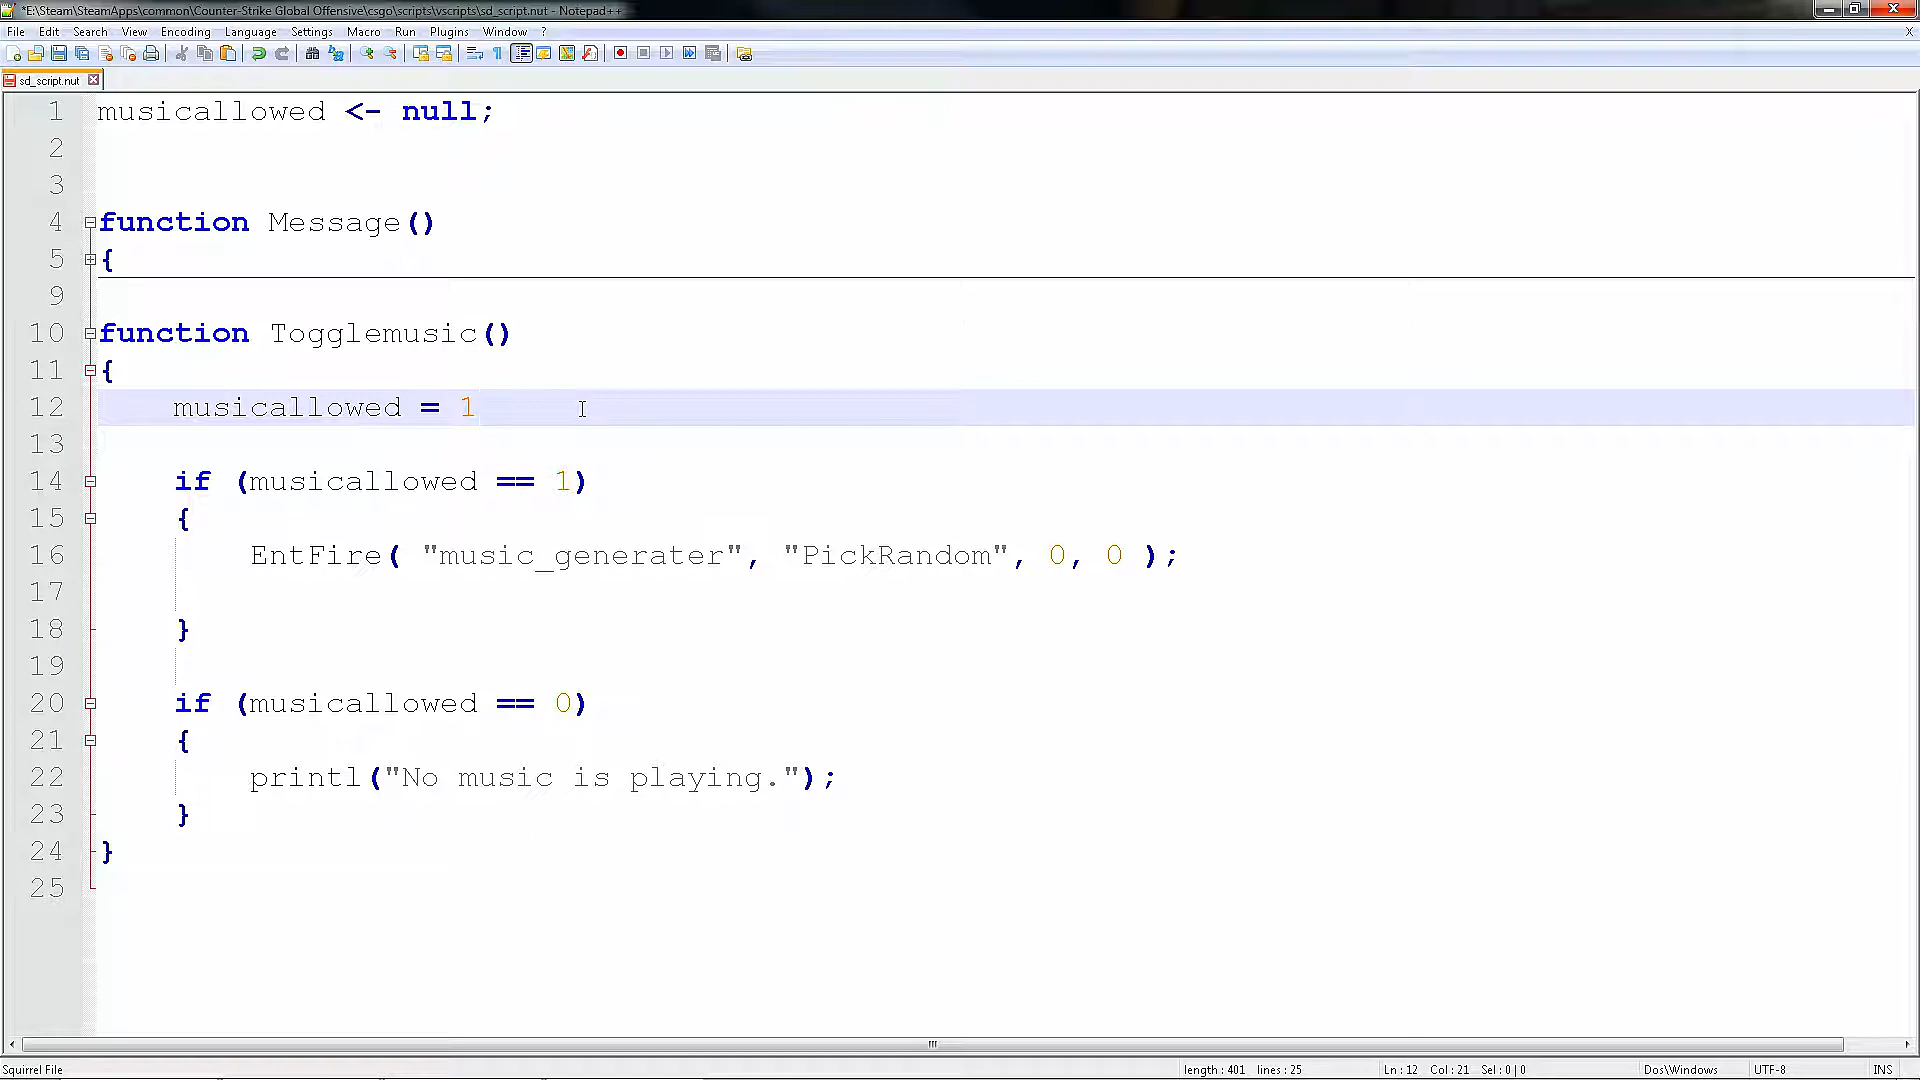 *E:\Steam\SteamApps\common\Counter-Strike Global Offensive\csgo\scripts\vscripts\sd_script.nut - Notepad++
File Edit Search View Encoding Language Settings Macro Run Plugins Window ? X
sd_script.nut
1 musicallowed <- null;
2
3
4 function Message()
5 {
9
10 function Togglemusic()
11 {
12 musicallowed = 1
13
14 if (musicallowed == 1)
15 {
16 EntFire( "music_generater", "PickRandom", 0, 0 );
17
18 }
19
20 if (musicallowed == 0)
21 {
22 printl("No music is playing.");
23 }
24 }
25
Squirrel File length : 401 lines : 25 Ln : 12 Col : 21 Sel : 0 | 0 Dos\Windows UTF-8 INS